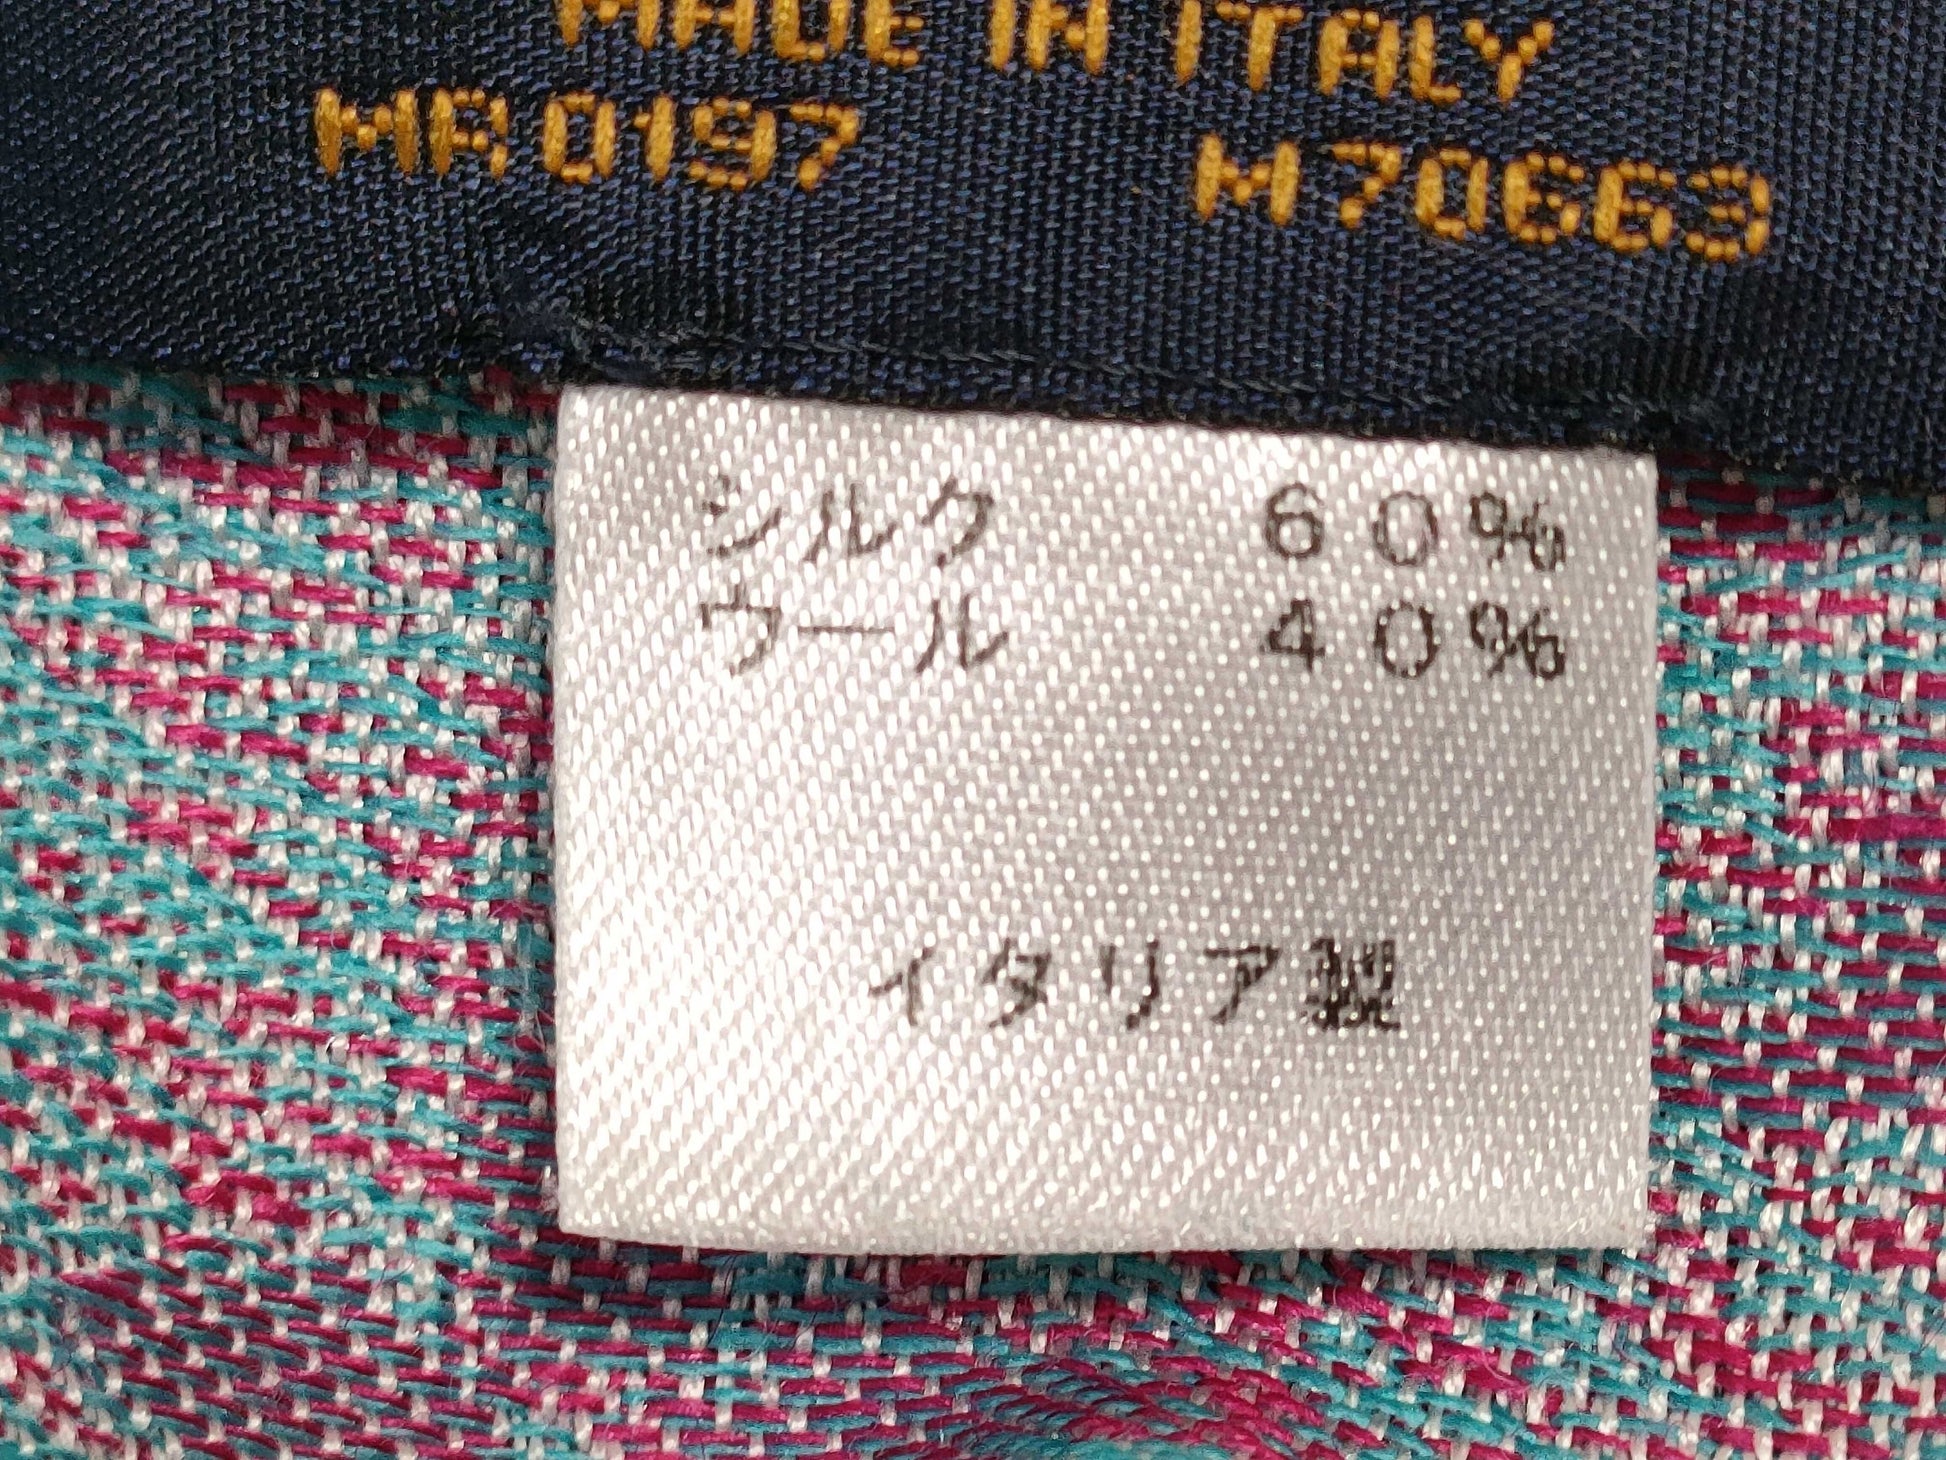 MADE IN ITALY
MR0197 M70663
シルク 60%
ウール 40%
イタリア製